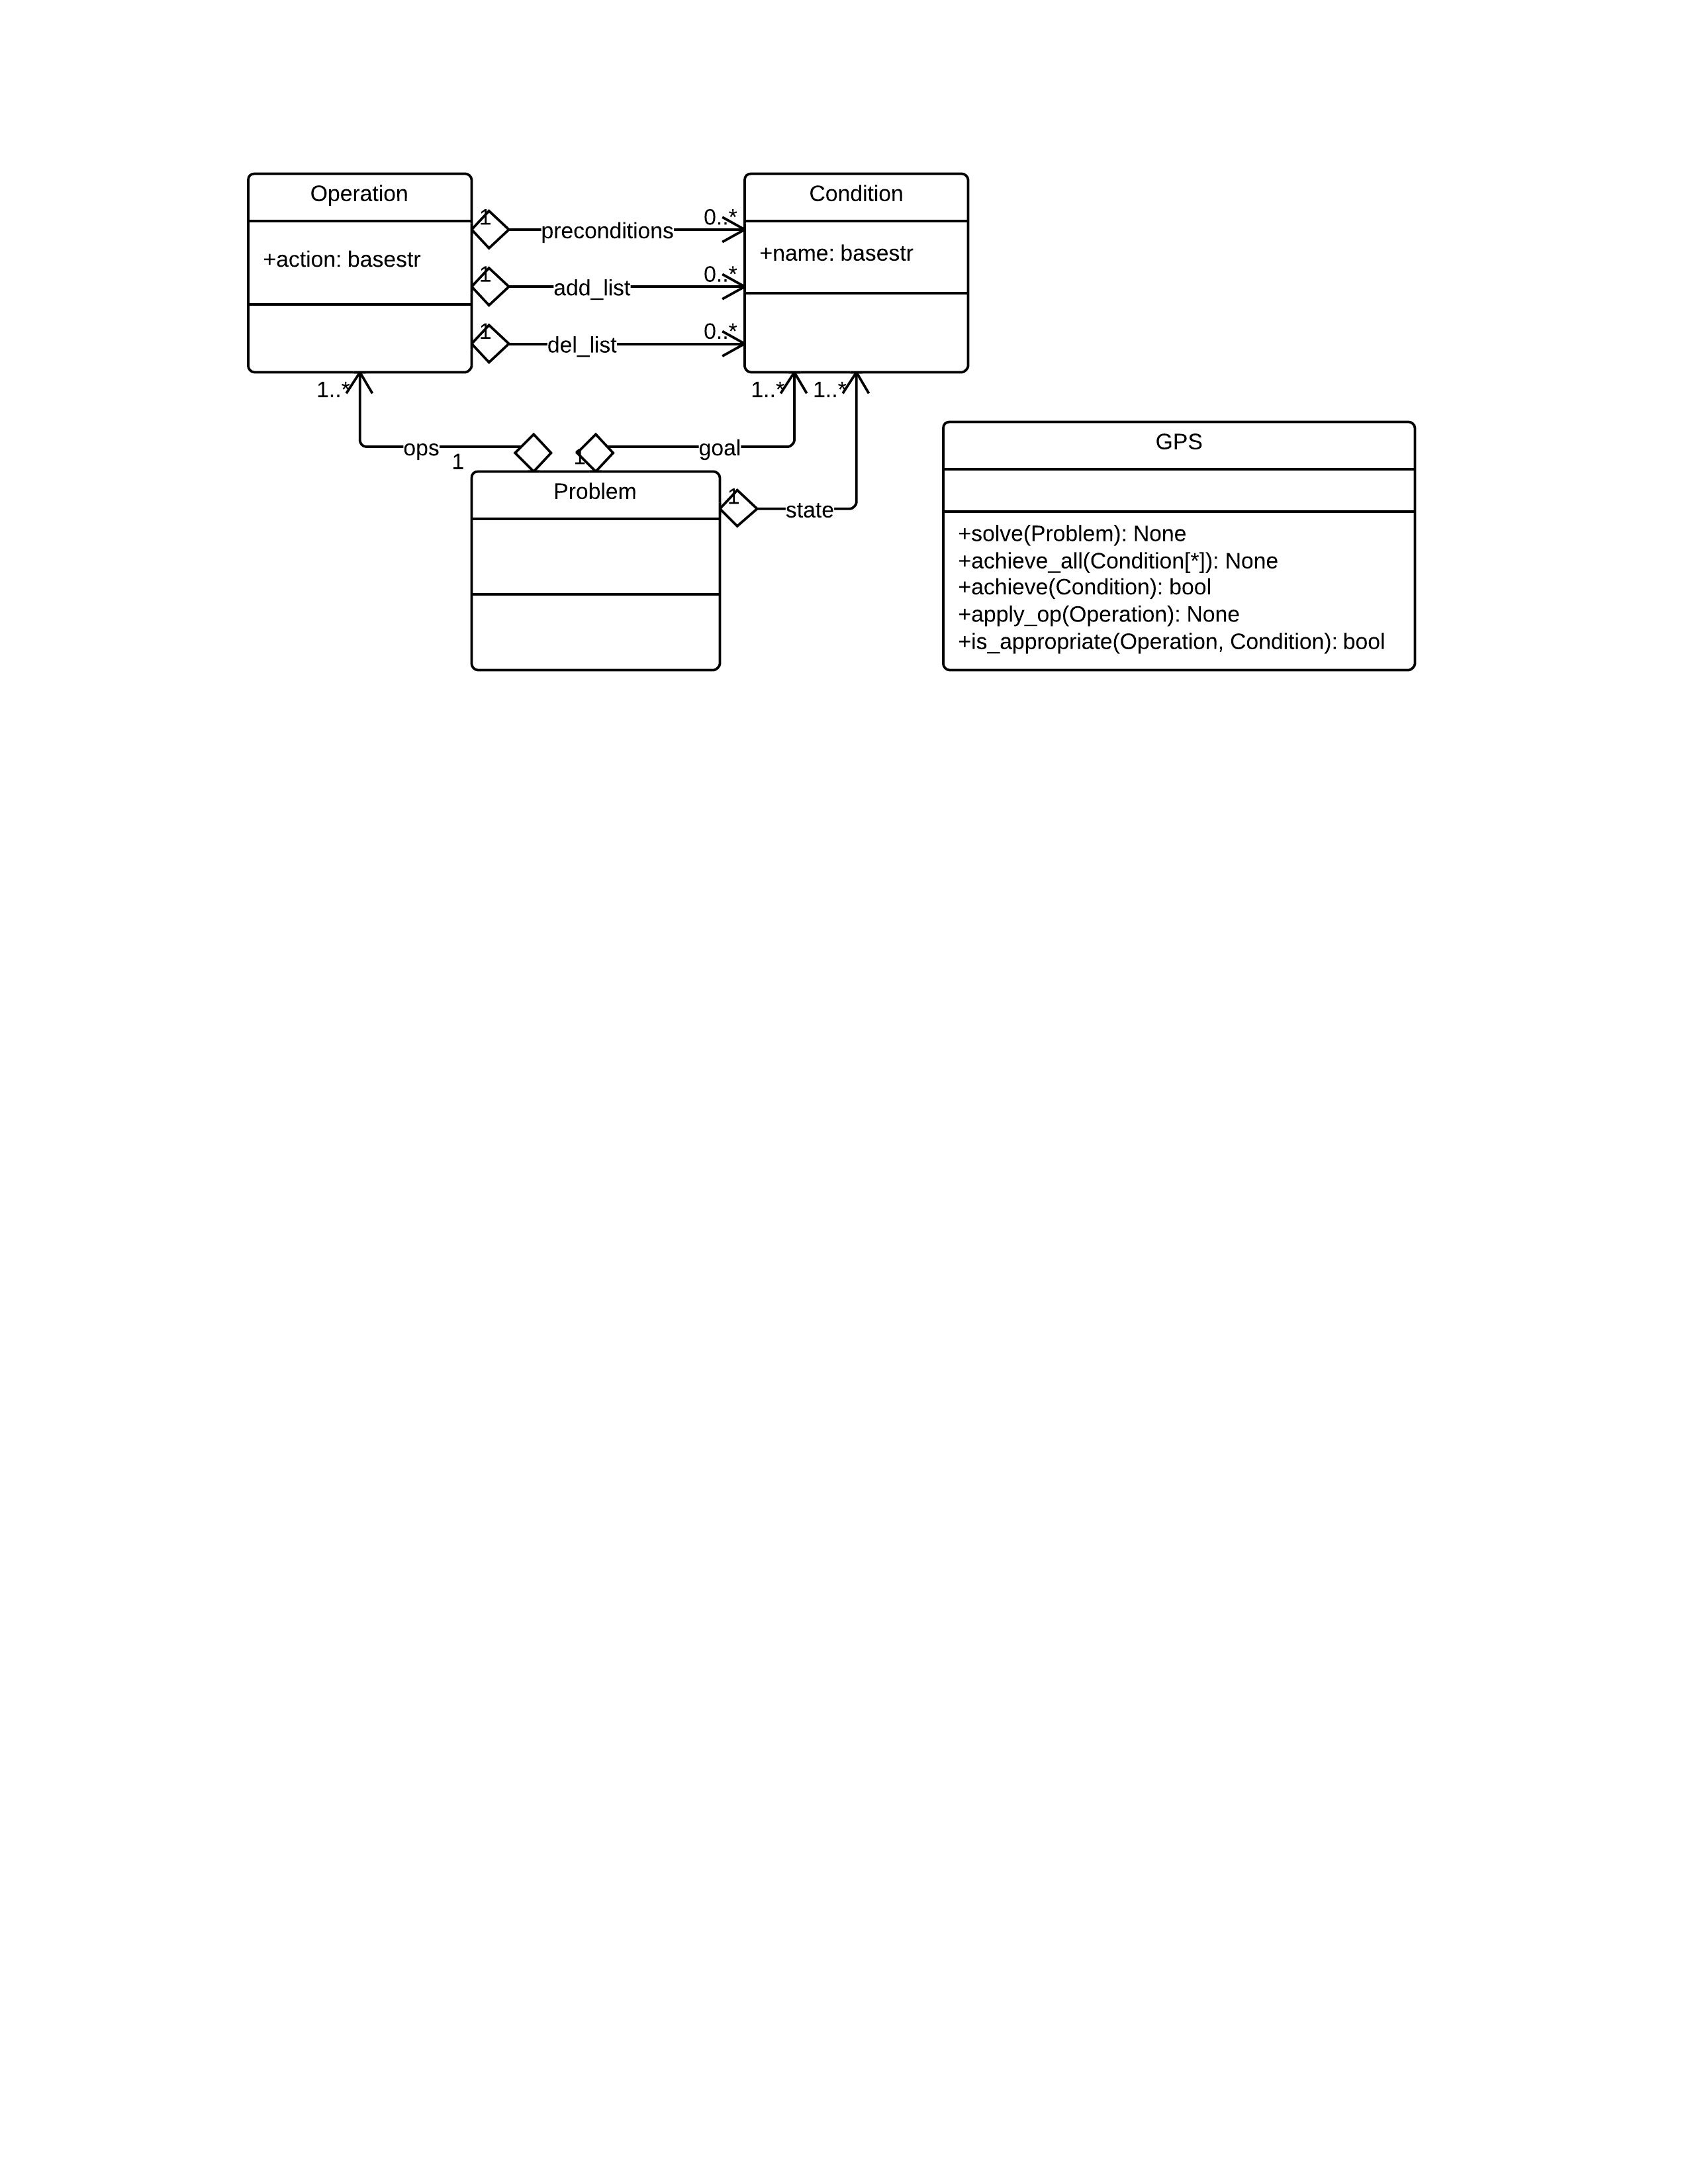 Operation
+action: basestr
1
preconditions
0..*
1
add_list
0..*
1
del_list
0..*
Condition
+name: basestr
1..*
ops
1
1
goal
1..*
1
state
1..*
Problem
GPS
+solve(Problem): None
+achieve_all(Condition[*]): None
+achieve(Condition): bool
+apply_op(Operation): None
+is_appropriate(Operation, Condition): bool